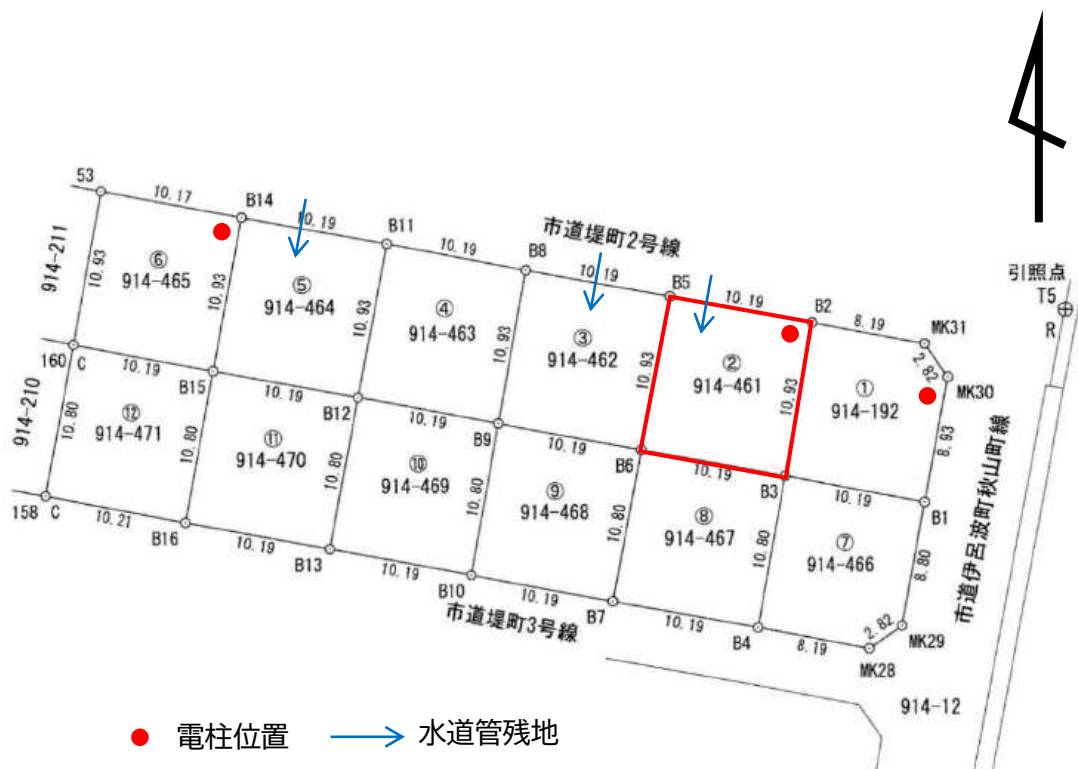 53
10.17
B14
10.19
B11
10.19
B8
市道堤町2号線
10.19
B5
10.19
B2
8.19
MK31
引照点
T5
R
914-211
10.93
⑥
914-465
10.93
⑤
914-464
10.93
④
914-463
10.93
③
914-462
10.93
②
914-461
10.93
①
914-192
2.82
MK30
8.93
160 C
10.19
B15
10.19
B12
10.19
B9
10.19
B6
10.19
B3
10.19
B1
914-210
10.80
⑫
914-471
10.80
⑪
914-470
10.80
⑩
914-469
10.80
⑨
914-468
10.80
⑧
914-467
10.80
⑦
914-466
8.80
市道伊呂波町秋山町線
158 C
10.21
B16
10.19
B13
10.19
B10
10.19
B7
10.19
B4
8.19
2.82
MK29
MK28
市道堤町3号線
914-12
電柱位置
水道管残地